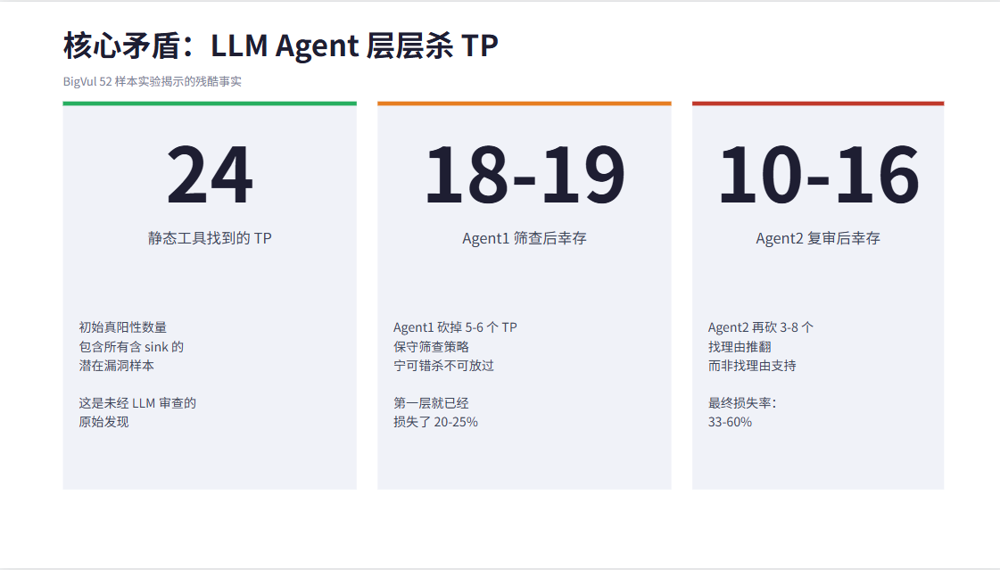 核心矛盾：LLM Agent 层层杀 TP
BigVul 52 样本实验揭示的残酷事实
24
静态工具找到的 TP
初始真阳性数量
包含所有含 sink 的
潜在漏洞样本
这是未经 LLM 审查的
原始发现
18-19
Agent1 筛查后幸存
Agent1 砍掉 5-6 个 TP
保守筛查策略
宁可错杀不可放过
第一层就已经
损失了 20-25%
10-16
Agent2 复审后幸存
Agent2 再砍 3-8 个
找理由推翻
而非找理由支持
最终损失率：
33-60%